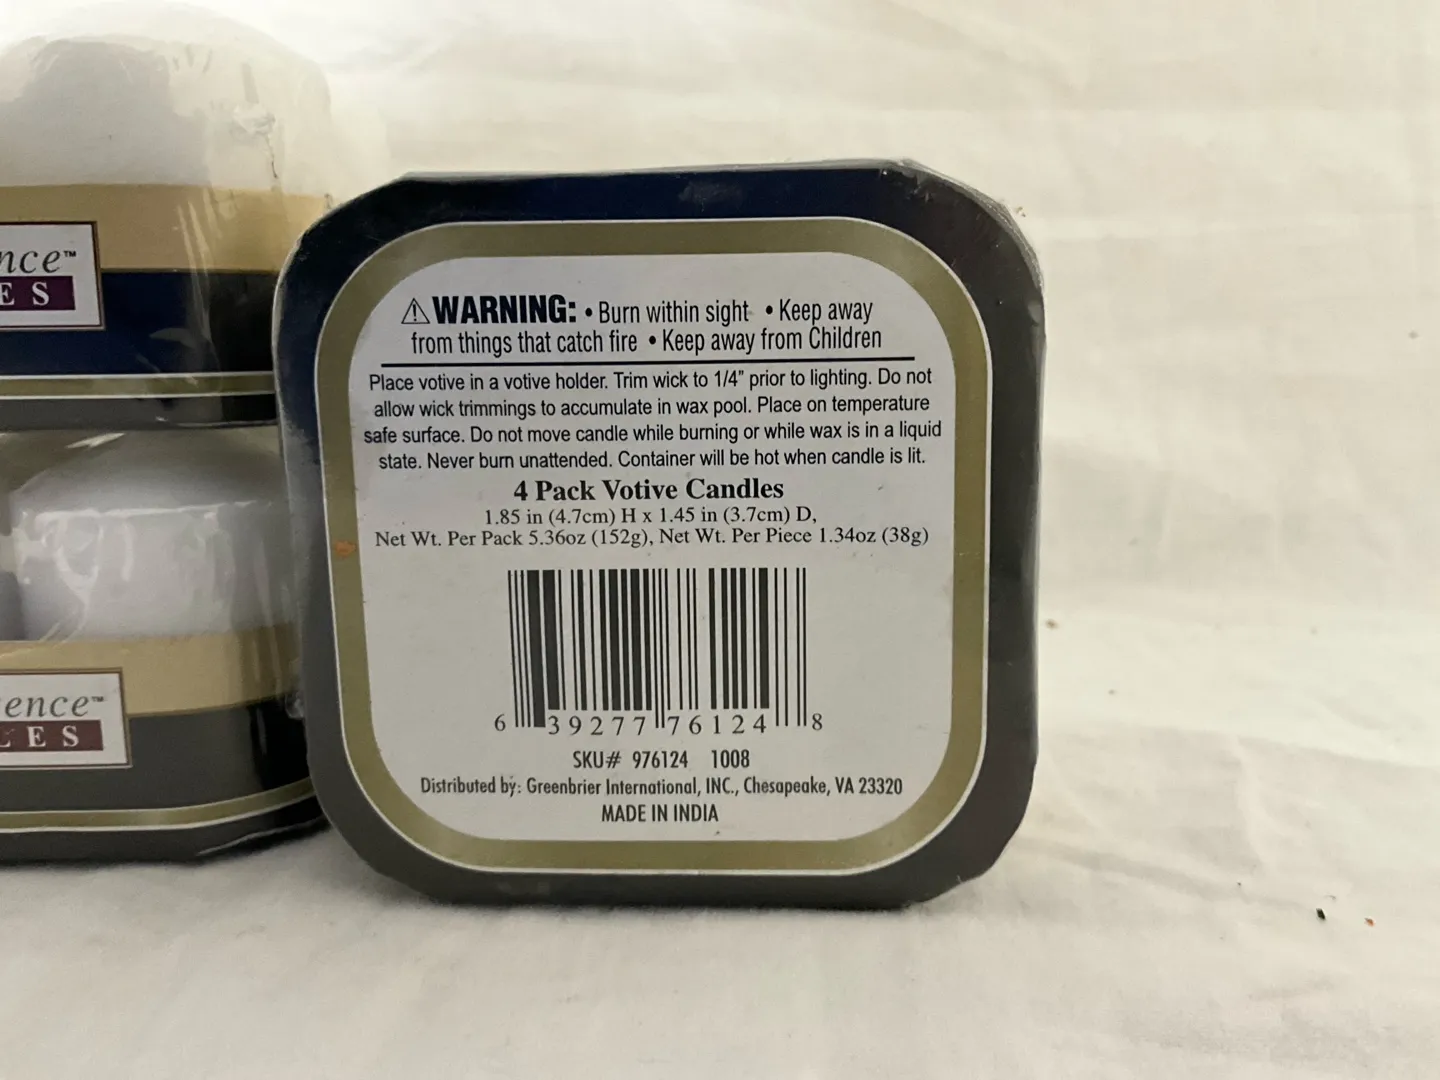 nce™
E S
ence™
L E S
⚠WARNING: • Burn within sight • Keep away
from things that catch fire • Keep away from Children
Place votive in a votive holder. Trim wick to 1/4" prior to lighting. Do not
allow wick trimmings to accumulate in wax pool. Place on temperature
safe surface. Do not move candle while burning or while wax is in a liquid
state. Never burn unattended. Container will be hot when candle is lit.
4 Pack Votive Candles
1.85 in (4.7cm) H x 1.45 in (3.7cm) D,
Net Wt. Per Pack 5.36oz (152g), Net Wt. Per Piece 1.34oz (38g)
6 39277 76124 8
SKU# 976124 1008
Distributed by: Greenbrier International, INC., Chesapeake, VA 23320
MADE IN INDIA